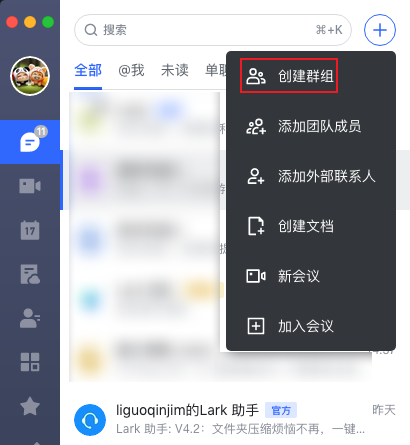 搜索 ⌘+K
全部 @我 未读 单聊
创建群组
添加团队成员
添加外部联系人
创建文档
新会议
加入会议
11
17
liguoqinjim的Lark 助手 官方 昨天
Lark 助手: V4.2：文件夹压缩烦恼不再，一键...